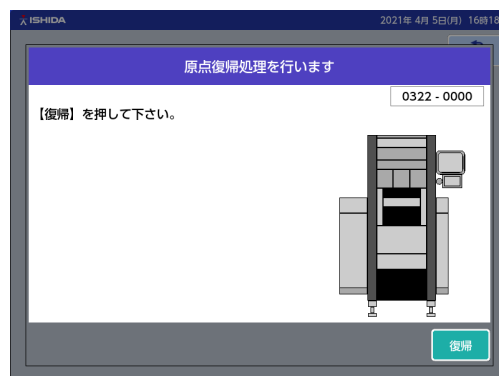 ISHIDA
2021年 4月 5日(月) 16時18
原点復帰処理を行います
0322 - 0000
【復帰】を押して下さい。
復帰